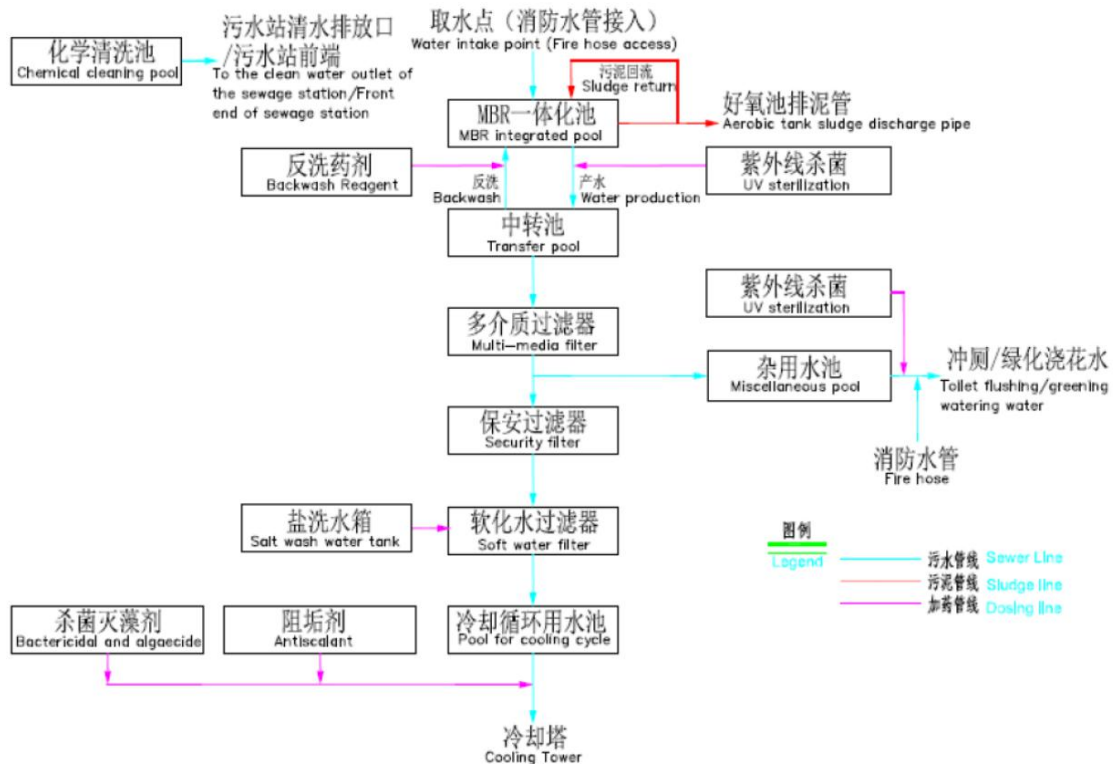 化学清洗池
Chemical cleaning pool
污水站清水排放口
/污水站前端
To the clean water outlet of
the sewage station/Front
end of sewage station
取水点（消防水管接入）
Water intake point (Fire hose access)
污泥回流
Sludge return
MBR一体化池
MBR integrated pool
好氧池排泥管
Aerobic tank sludge discharge pipe
反洗药剂
Backwash Reagent
反洗
Backwash
产水
Water production
紫外线杀菌
UV sterilization
中转池
Transfer pool
紫外线杀菌
UV sterilization
多介质过滤器
Multi-media filter
杂用水池
Miscellaneous pool
冲厕/绿化浇花水
Toilet flushing/greening
watering water
保安过滤器
Security filter
消防水管
Fire hose
盐洗水箱
Salt wash water tank
软化水过滤器
Soft water filter
图例
Legend
污水管线 Sewer Line
污泥管线 Sludge line
加药管线 Dosing line
杀菌灭藻剂
Bactericidal and algaecide
阻垢剂
Antiscalant
冷却循环用水池
Pool for cooling cycle
冷却塔
Cooling Tower